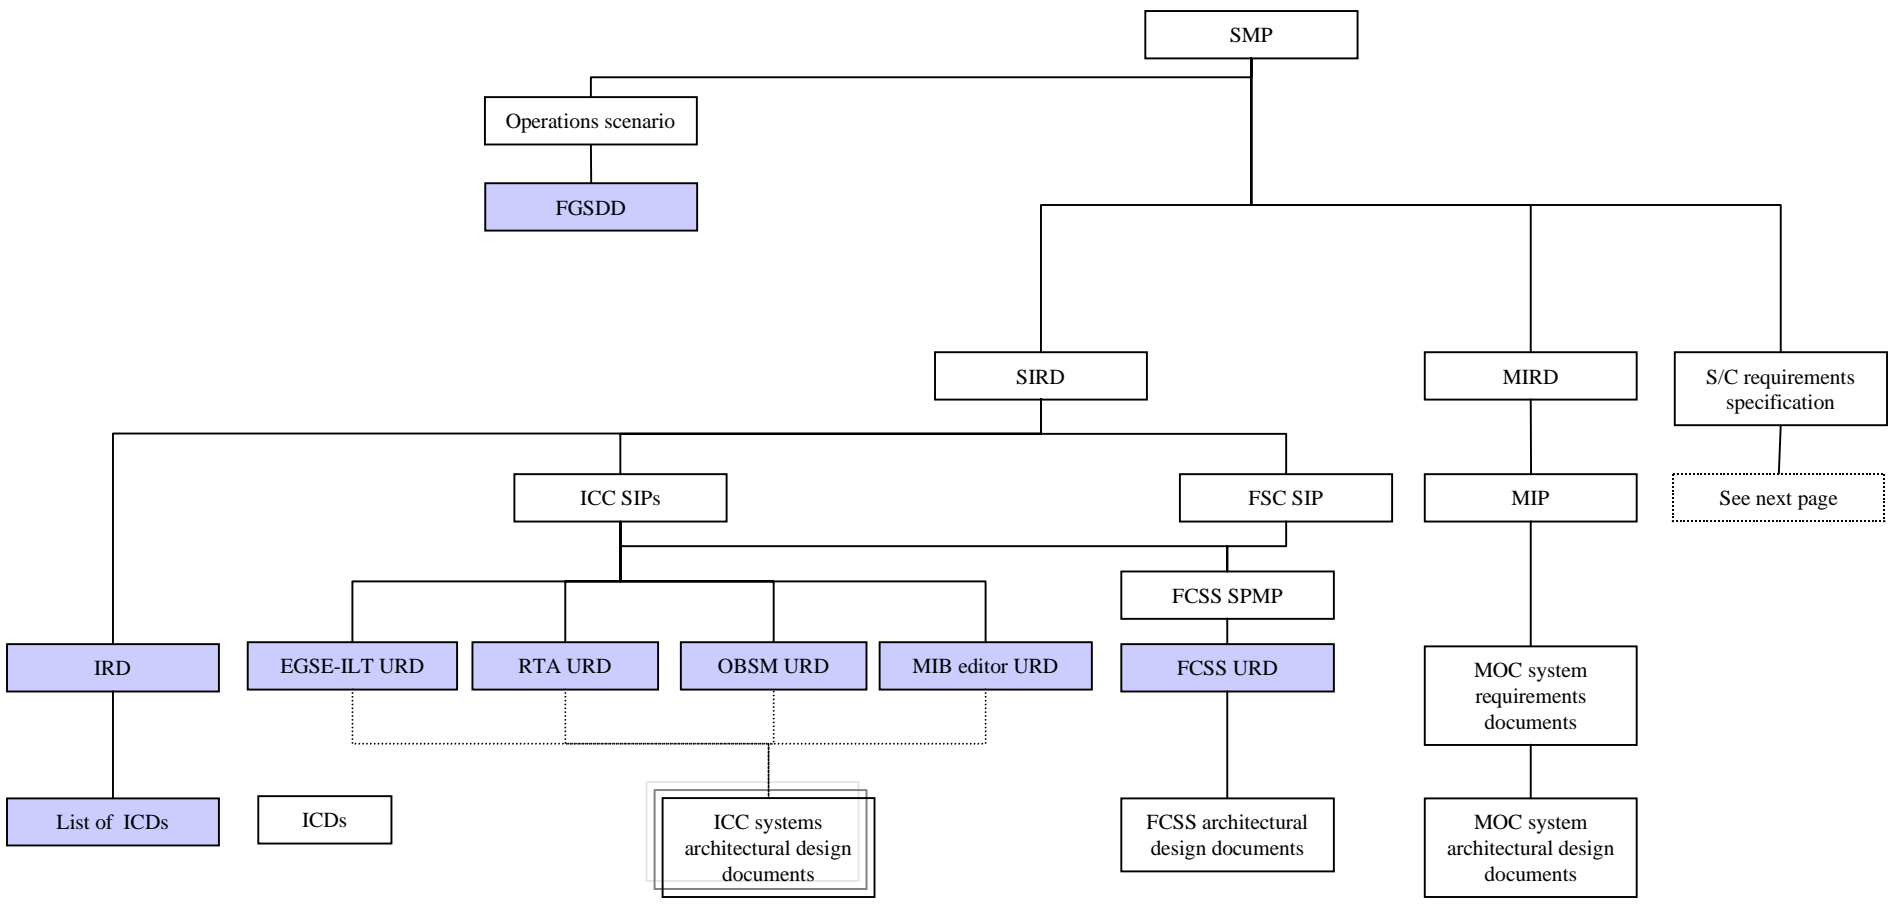 SMP
Operations scenario
FGSDD
SIRD
MIRD
S/C requirements
specification
ICC SIPs
FSC SIP
MIP
See next page
FCSS SPMP
IRD
EGSE-ILT URD
RTA URD
OBSM URD
MIB editor URD
FCSS URD
MOC system
requirements
documents
List of ICDs
ICDs
ICC systems
architectural design
documents
FCSS architectural
design documents
MOC system
architectural design
documents